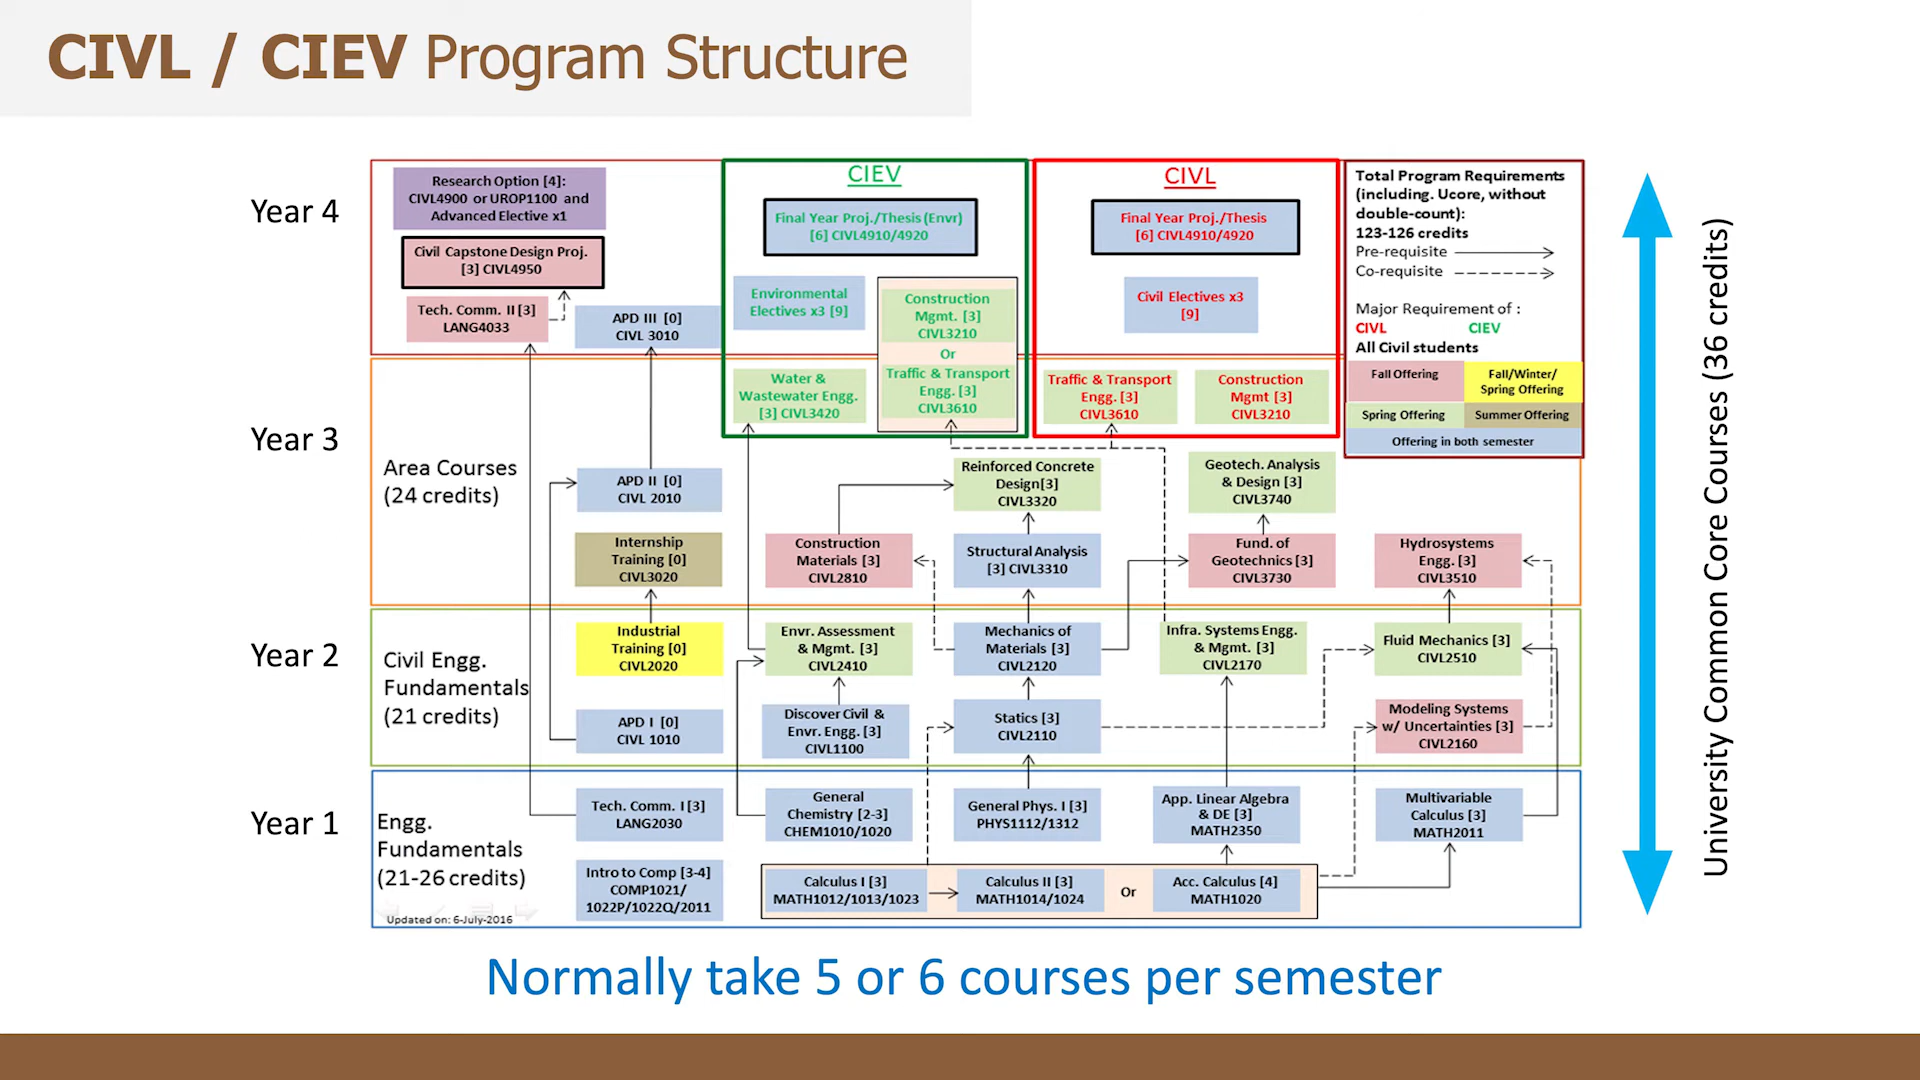 CIVL / CIEV Program Structure
Year 4
Research Option [4]:
CIVL4900 or UROP1100 and
Advanced Elective x1
Civil Capstone Design Proj.
[3] CIVL4950
Tech. Comm. II [3]
LANG4033
APD III [0]
CIVL 3010
CIEV
Final Year Proj./Thesis (Envr)
[6] CIVL4910/4920
Environmental
Electives x3 [9]
Construction
Mgmt. [3]
CIVL3210
Or
Traffic & Transport
Engg. [3]
CIVL3610
Water &
Wastewater Engg.
[3] CIVL3420
CIVL
Final Year Proj./Thesis
[6] CIVL4910/4920
Civil Electives x3
[9]
Traffic & Transport
Engg. [3]
CIVL3610
Construction
Mgmt [3]
CIVL3210
Total Program Requirements
(including. Ucore, without
double-count):
123-126 credits
Pre-requisite
Co-requisite
Major Requirement of :
CIVL CIEV
All Civil students
Fall Offering
Fall/Winter/
Spring Offering
Spring Offering
Summer Offering
Offering in both semester
Year 3
Area Courses
(24 credits)
APD II [0]
CIVL 2010
Reinforced Concrete
Design[3]
CIVL3320
Geotech. Analysis
& Design [3]
CIVL3740
Internship
Training [0]
CIVL3020
Construction
Materials [3]
CIVL2810
Structural Analysis
[3] CIVL3310
Fund. of
Geotechnics [3]
CIVL3730
Hydrosystems
Engg. [3]
CIVL3510
Year 2
Civil Engg.
Fundamentals
(21 credits)
Industrial
Training [0]
CIVL2020
Envr. Assessment
& Mgmt. [3]
CIVL2410
Mechanics of
Materials [3]
CIVL2120
Infra. Systems Engg.
& Mgmt. [3]
CIVL2170
Fluid Mechanics [3]
CIVL2510
APD I [0]
CIVL 1010
Discover Civil &
Envr. Engg. [3]
CIVL1100
Statics [3]
CIVL2110
Modeling Systems
w/ Uncertainties [3]
CIVL2160
Year 1
Engg.
Fundamentals
(21-26 credits)
Tech. Comm. I [3]
LANG2030
General
Chemistry [2-3]
CHEM1010/1020
General Phys. I [3]
PHYS1112/1312
App. Linear Algebra
& DE [3]
MATH2350
Multivariable
Calculus [3]
MATH2011
Intro to Comp [3-4]
COMP1021/
1022P/1022Q/2011
Calculus I [3]
MATH1012/1013/1023
Calculus II [3]
MATH1014/1024
Or
Acc. Calculus [4]
MATH1020
Updated on: 6-July-2016
University Common Core Courses (36 credits)
Normally take 5 or 6 courses per semester